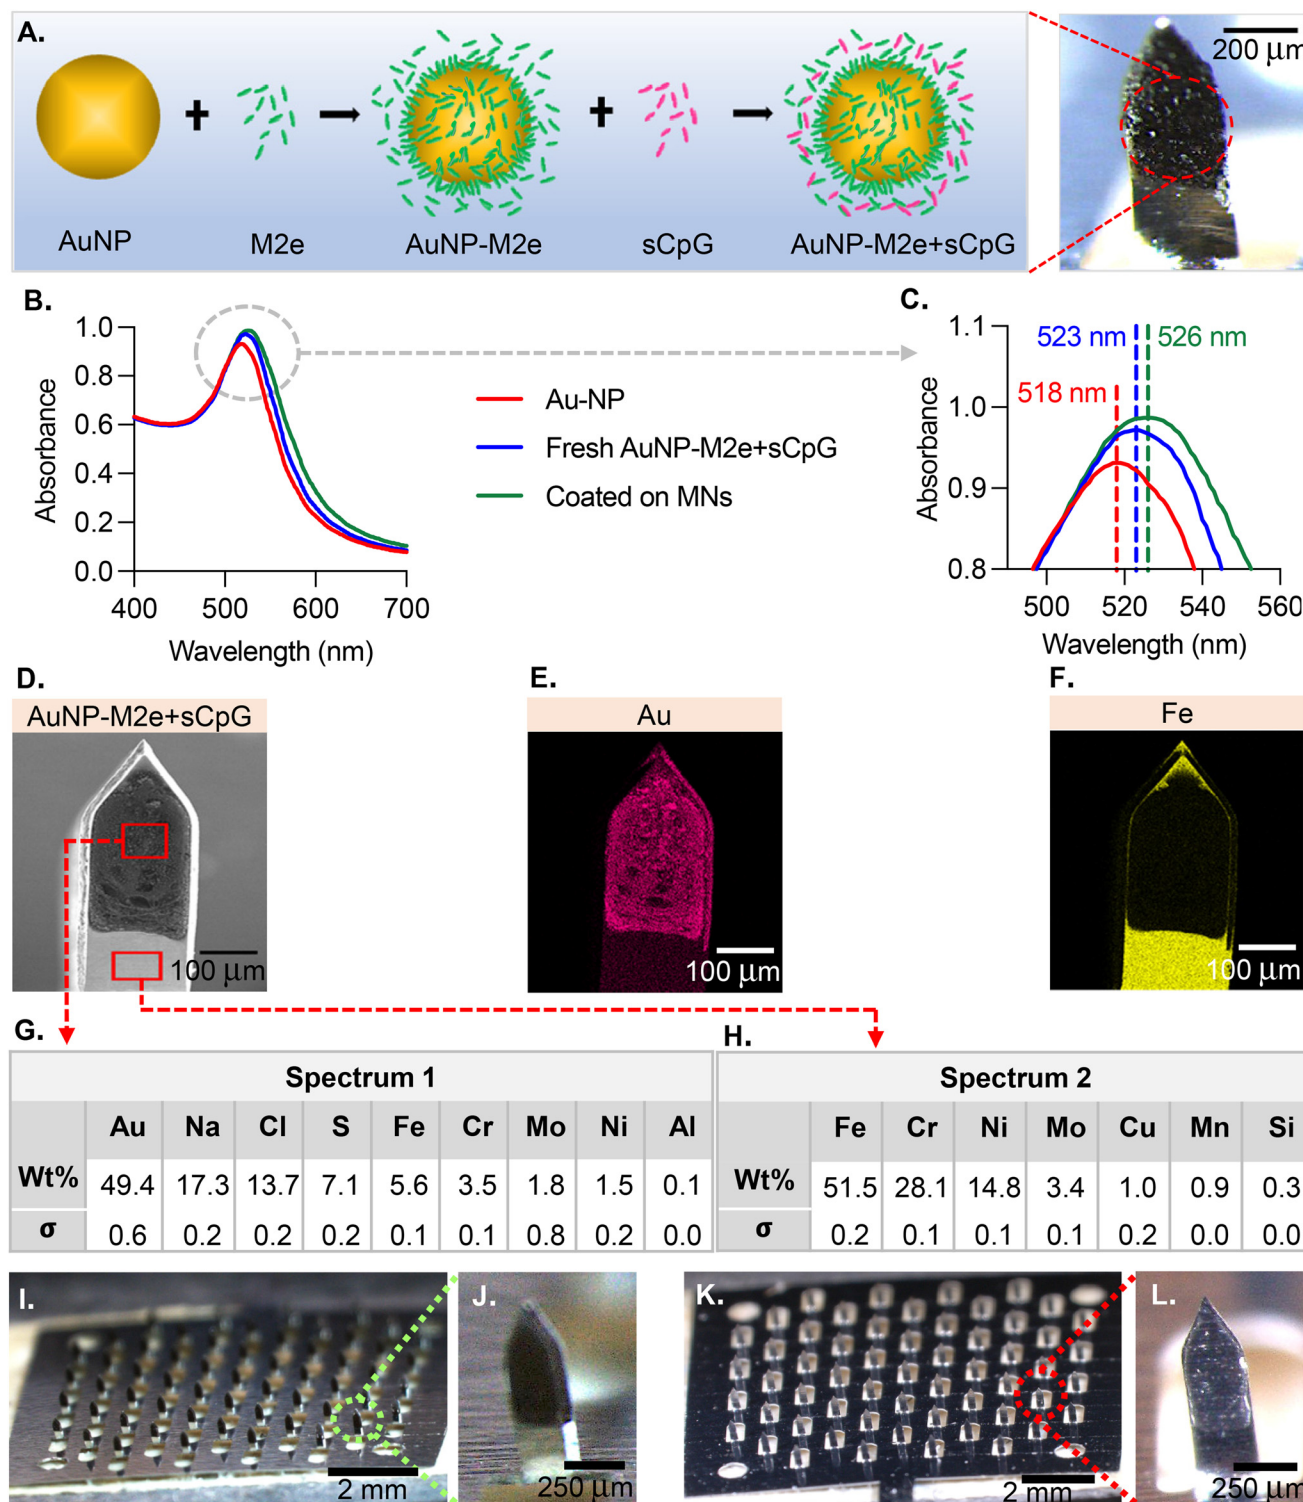 A.
200 μm
AuNP
M2e
AuNP-M2e
sCpG
AuNP-M2e+sCpG
B.
Absorbance
1.0
0.8
0.6
0.4
0.2
0.0
400 500 600 700
Wavelength (nm)
Au-NP
Fresh AuNP-M2e+sCpG
Coated on MNs
C.
Absorbance
1.1
1.0
0.9
0.8
523 nm 526 nm
518 nm
500 520 540 560
Wavelength (nm)
D.
AuNP-M2e+sCpG
100 μm
E.
Au
100 μm
F.
Fe
100 μm
G.
Spectrum 1
Au Na Cl S Fe Cr Mo Ni Al
Wt% 49.4 17.3 13.7 7.1 5.6 3.5 1.8 1.5 0.1
σ 0.6 0.2 0.2 0.2 0.1 0.1 0.8 0.2 0.0
H.
Spectrum 2
Fe Cr Ni Mo Cu Mn Si
Wt% 51.5 28.1 14.8 3.4 1.0 0.9 0.3
σ 0.2 0.1 0.1 0.1 0.2 0.0 0.0
I.
2 mm
J.
250 μm
K.
2 mm
L.
250 μm